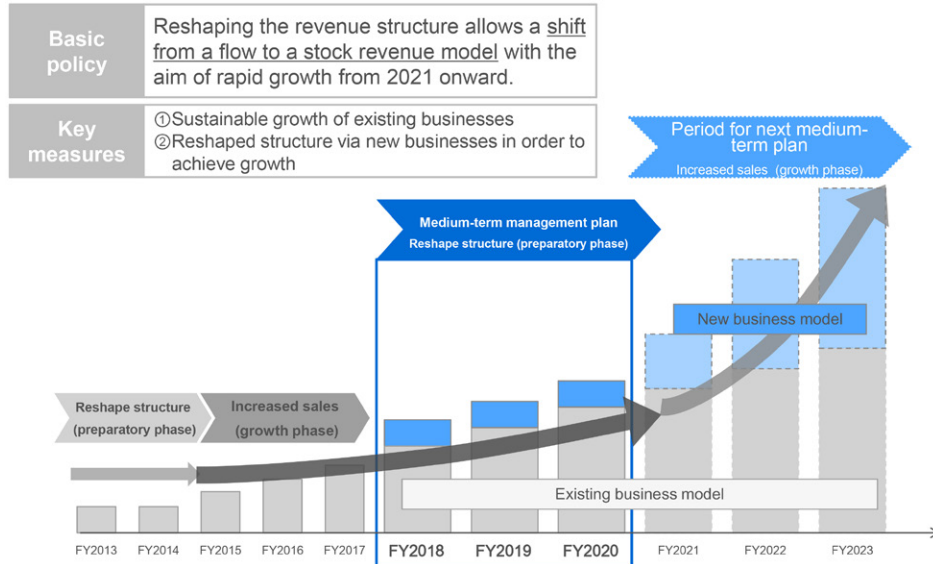 Basic
policy
Reshaping the revenue structure allows a shift
from a flow to a stock revenue model with the
aim of rapid growth from 2021 onward.
Key
measures
①Sustainable growth of existing businesses
②Reshaped structure via new businesses in order to
achieve growth
Period for next medium-
term plan
Increased sales (growth phase)
Medium-term management plan
Reshape structure (preparatory phase)
New business model
Reshape structure
(preparatory phase)
Increased sales
(growth phase)
Existing business model
FY2013 FY2014 FY2015 FY2016 FY2017 FY2018 FY2019 FY2020 FY2021 FY2022 FY2023